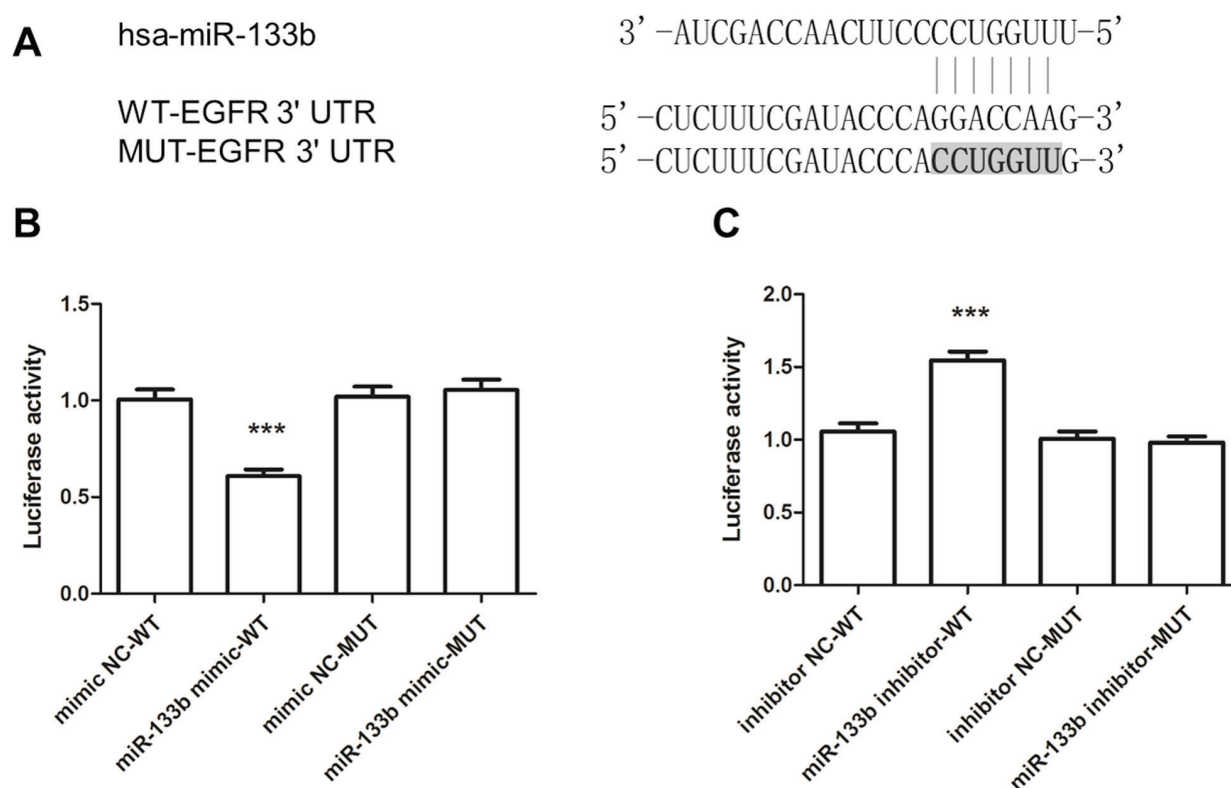 A
hsa-miR-133b
3' -AUCGACCAACUUCCCCUGGUUU-5'
WT-EGFR 3' UTR
5' -CUCUUUCGAUACCCAGGACCAAG-3'
MUT-EGFR 3' UTR
5' -CUCUUUCGAUACCCACCUGGUUG-3'
B
Luciferase activity
1.5
1.0
0.5
0.0
***
mimic NC-WT
miR-133b mimic-WT
mimic NC-MUT
miR-133b mimic-MUT
C
Luciferase activity
2.0
1.5
1.0
0.5
0.0
***
inhibitor NC-WT
miR-133b inhibitor-WT
inhibitor NC-MUT
miR-133b inhibitor-MUT